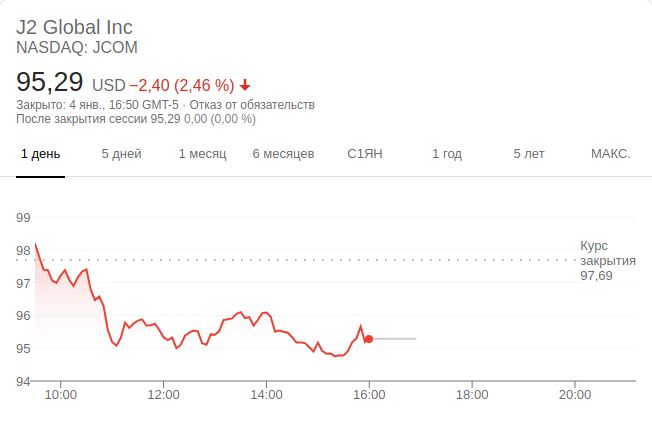 J2 Global Inc
NASDAQ: JCOM
95,29 USD −2,40 (2,46 %)
Закрыто: 4 янв., 16:50 GMT-5 · Отказ от обязательств
После закрытия сессии 95,29 0,00 (0,00 %)
1 день 5 дней 1 месяц 6 месяцев С1ЯН 1 год 5 лет МАКС.
99
98
97
96
95
94
Курс
закрытия
97,69
10:00 12:00 14:00 16:00 18:00 20:00